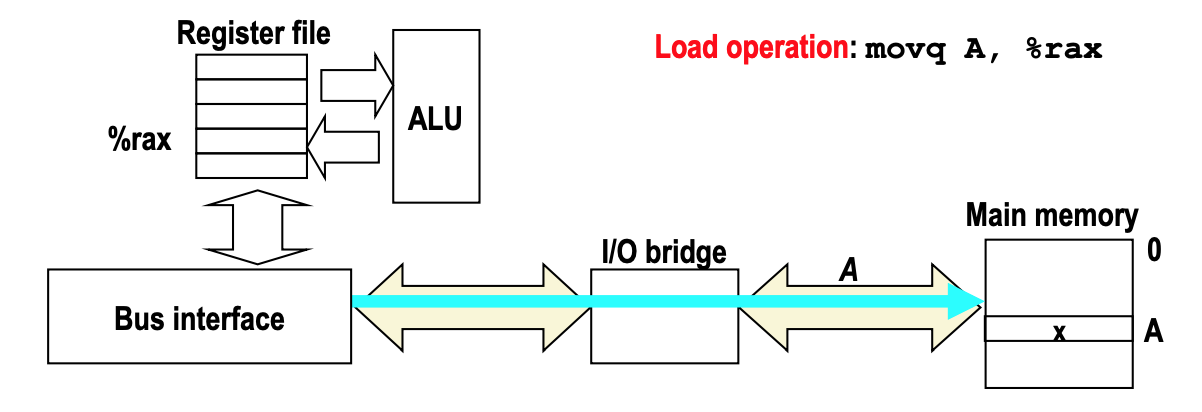 Register file
Load operation: movq A, %rax
ALU
%rax
Main memory
0
I/O bridge
A
Bus interface
x
A